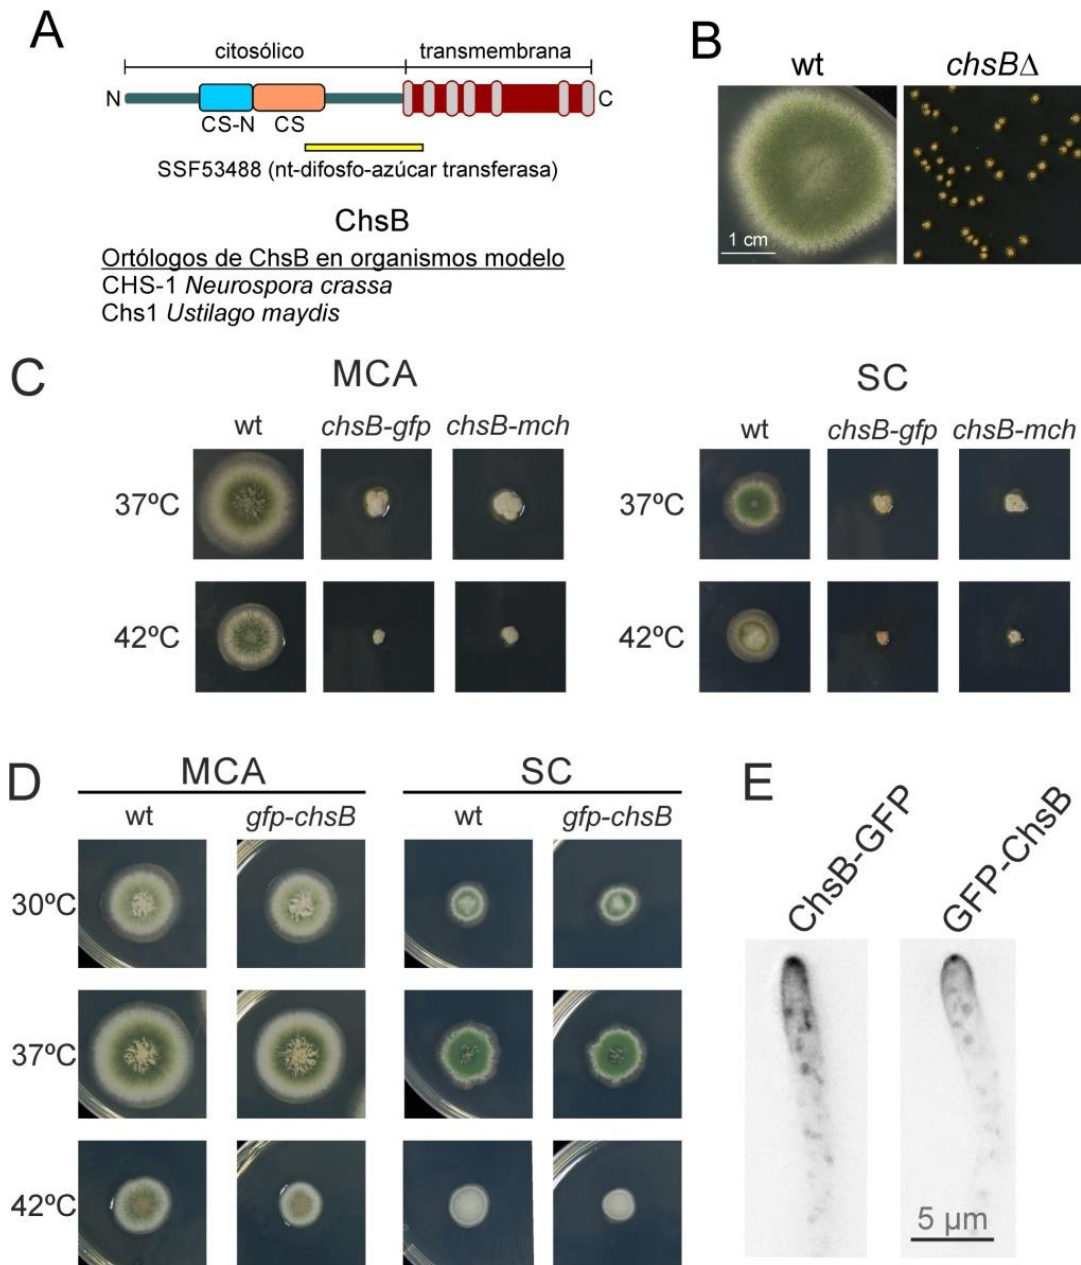 A
citosólico transmembrana
N C
CS-N CS
SSF53488 (nt-difosfo-azúcar transferasa)
ChsB
Ortólogos de ChsB en organismos modelo
CHS-1 Neurospora crassa
Chs1 Ustilago maydis
B
wt chsBΔ
1 cm
C
MCA
wt chsB-gfp chsB-mch
37ºC
42ºC
SC
wt chsB-gfp chsB-mch
37ºC
42ºC
D
MCA SC
wt gfp-chsB wt gfp-chsB
30ºC
37ºC
42ºC
E
ChsB-GFP
GFP-ChsB
5 µm